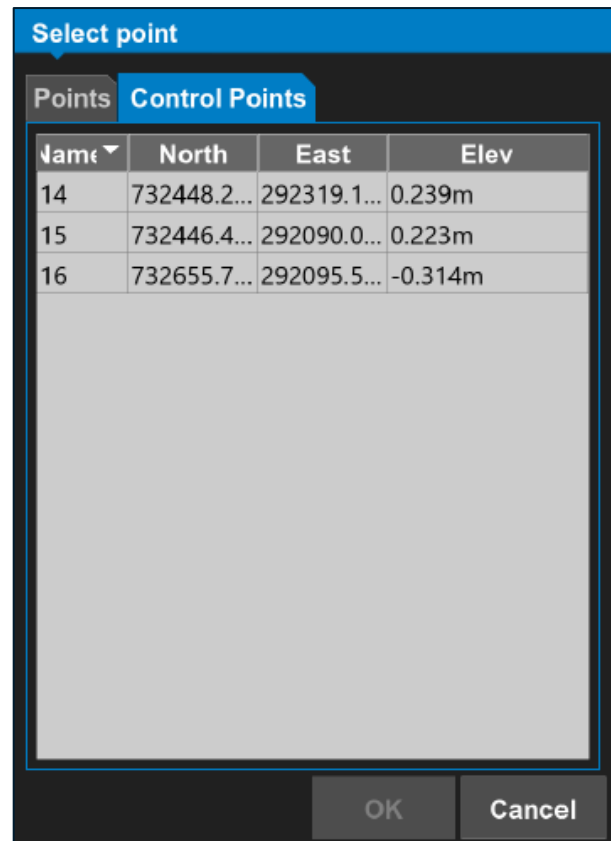 Select point
Points Control Points
Name North East Elev
14 732448.2... 292319.1... 0.239m
15 732446.4... 292090.0... 0.223m
16 732655.7... 292095.5... -0.314m
OK Cancel